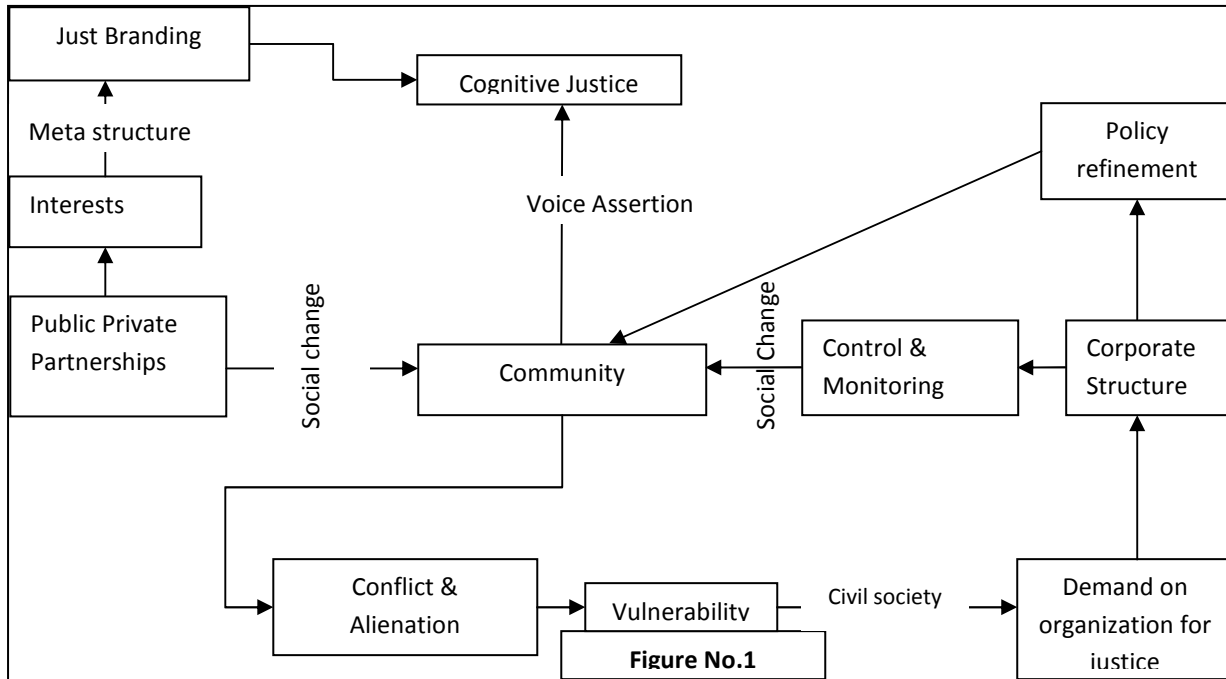 Just Branding
Cognitive Justice
Meta structure
Policy
refinement
Interests
Voice Assertion
Public Private
Partnerships
Social change
Community
Social Change
Control &
Monitoring
Corporate
Structure
Conflict &
Alienation
Vulnerability
Civil society
Demand on
organization for
justice
Figure No.1